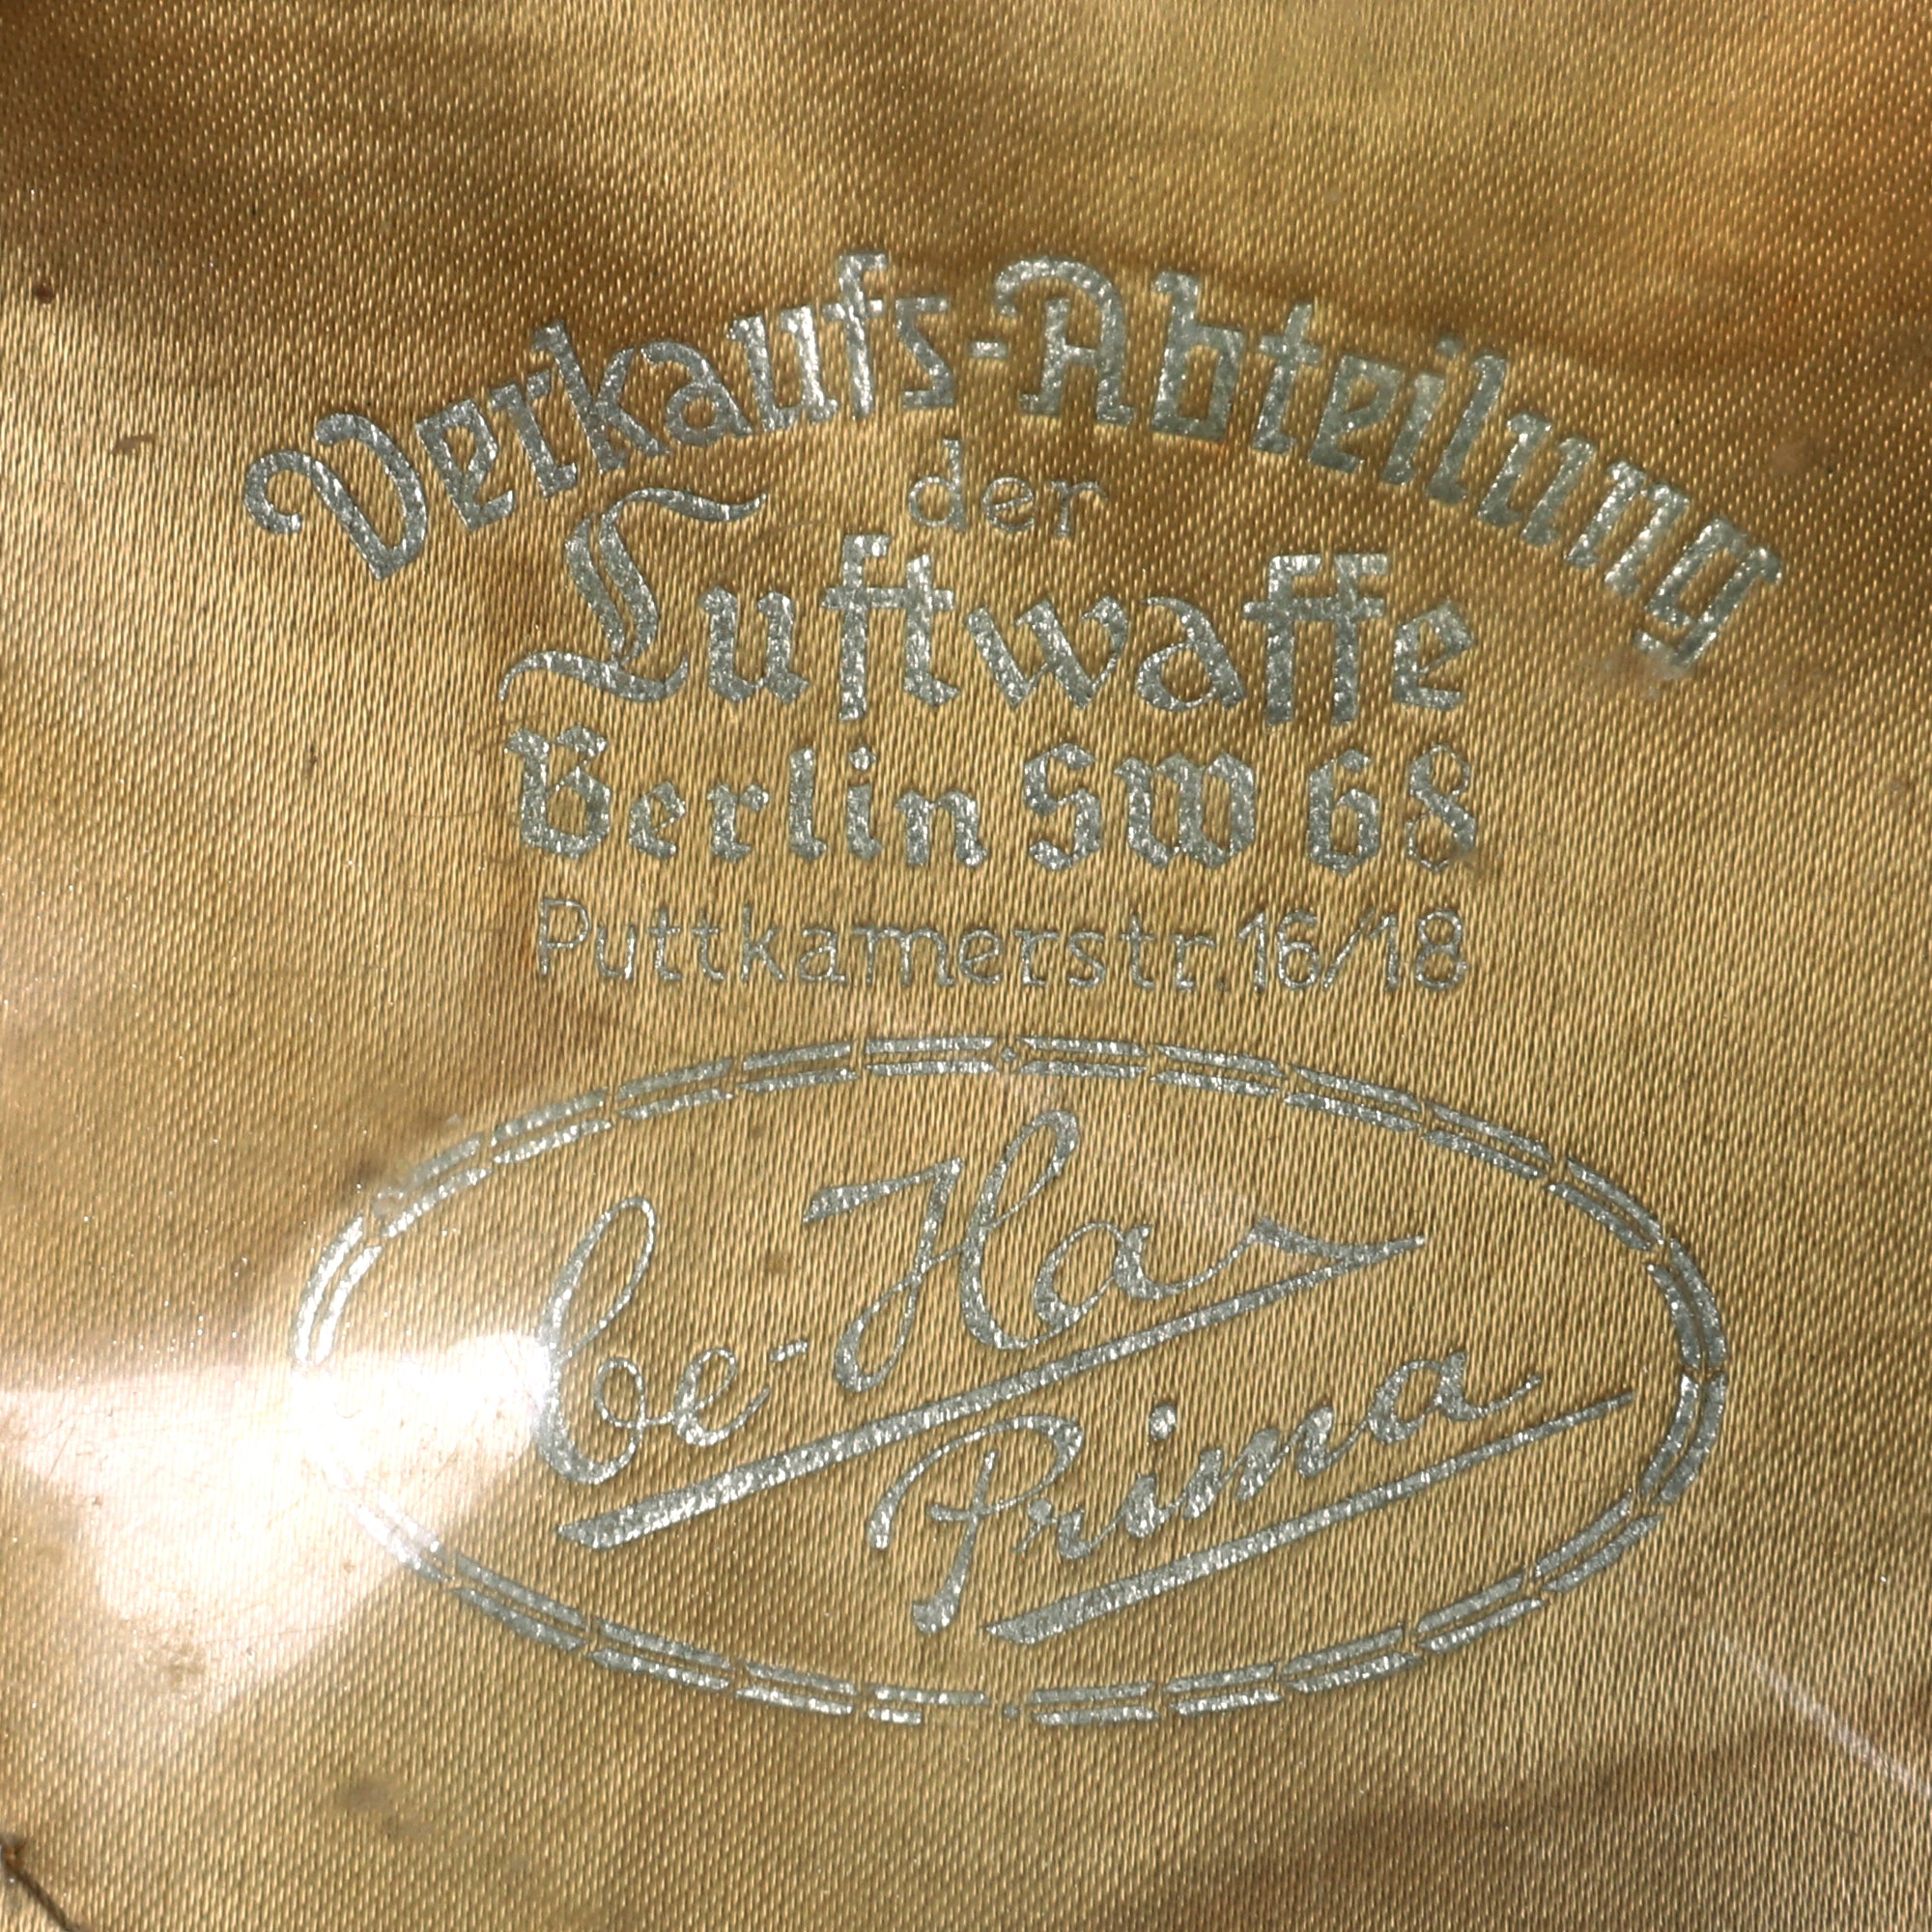 Verkaufs-Abteilung
der
Luftwaffe
Berlin SW 68
Puttkamerstr. 16/18
be-Ha
Prima